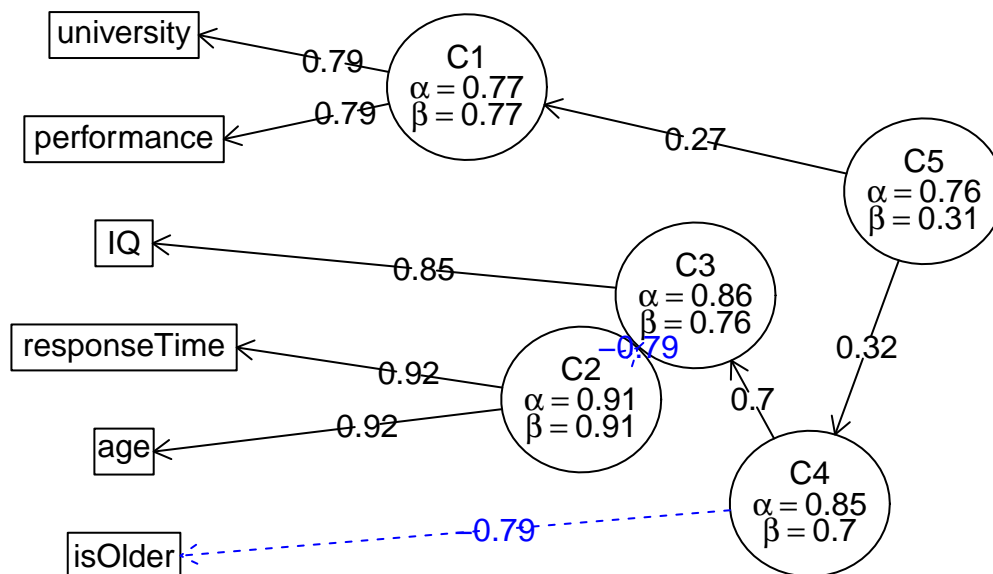 university
0.79
C1
α = 0.77
β = 0.77
performance
0.79
0.27
C5
α = 0.76
β = 0.31
IQ
0.85
C3
α = 0.86
β = 0.76
responseTime
0.92
−0.79
0.32
C2
α = 0.91
β = 0.91
0.7
age
0.92
C4
α = 0.85
β = 0.7
isOlder
−0.79